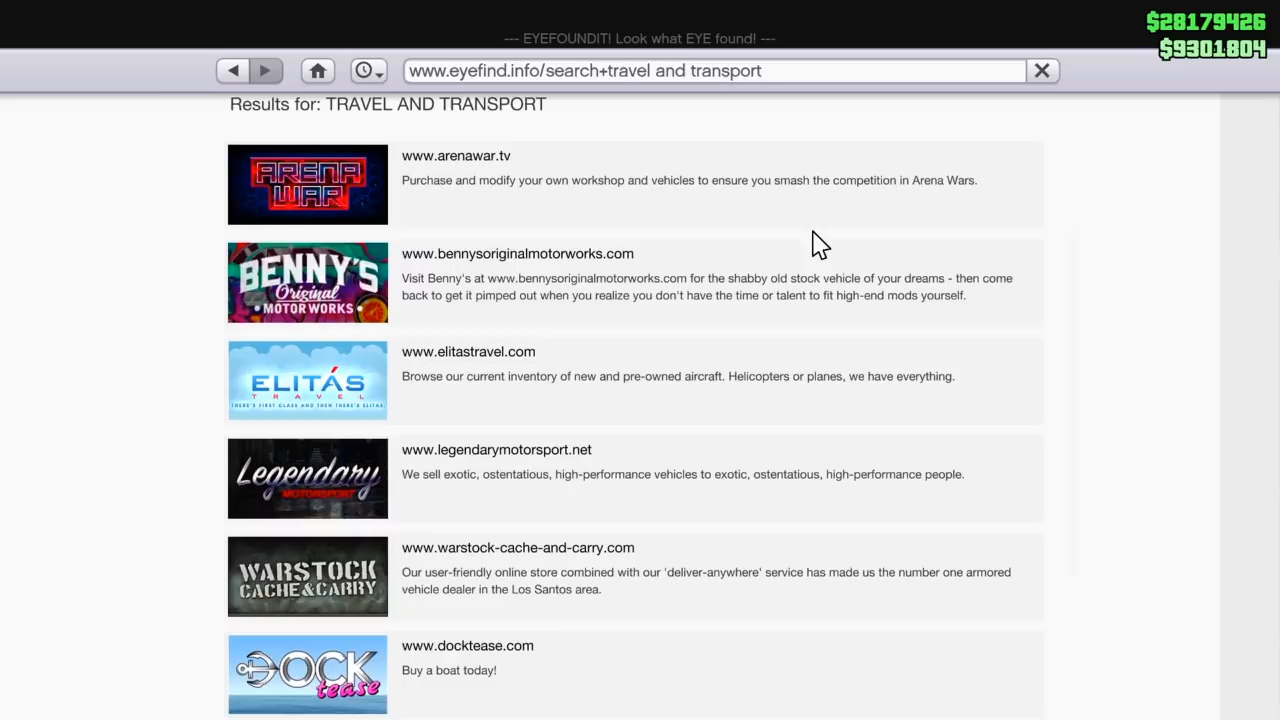 $28179426
--- EYEFOUNDIT! Look what EYE found! ---
$9301804
www.eyefind.info/search+travel and transport
Results for: TRAVEL AND TRANSPORT
ARENA
WAR
www.arenawar.tv
Purchase and modify your own workshop and vehicles to ensure you smash the competition in Arena Wars.
BENNY'S
Original
• MOTOR WORKS •
www.bennysoriginalmotorworks.com
Visit Benny's at www.bennysoriginalmotorworks.com for the shabby old stock vehicle of your dreams - then come
back to get it pimped out when you realize you don't have the time or talent to fit high-end mods yourself.
ELITÁS
TRAVEL
THERE'S FIRST CLASS AND THEN THERE'S ELITAS.
www.elitastravel.com
Browse our current inventory of new and pre-owned aircraft. Helicopters or planes, we have everything.
Legendary
MOTORSPORT
www.legendarymotorsport.net
We sell exotic, ostentatious, high-performance vehicles to exotic, ostentatious, high-performance people.
WARSTOCK
CACHE&CARRY
www.warstock-cache-and-carry.com
Our user-friendly online store combined with our 'deliver-anywhere' service has made us the number one armored
vehicle dealer in the Los Santos area.
DOCK
tease
www.docktease.com
Buy a boat today!